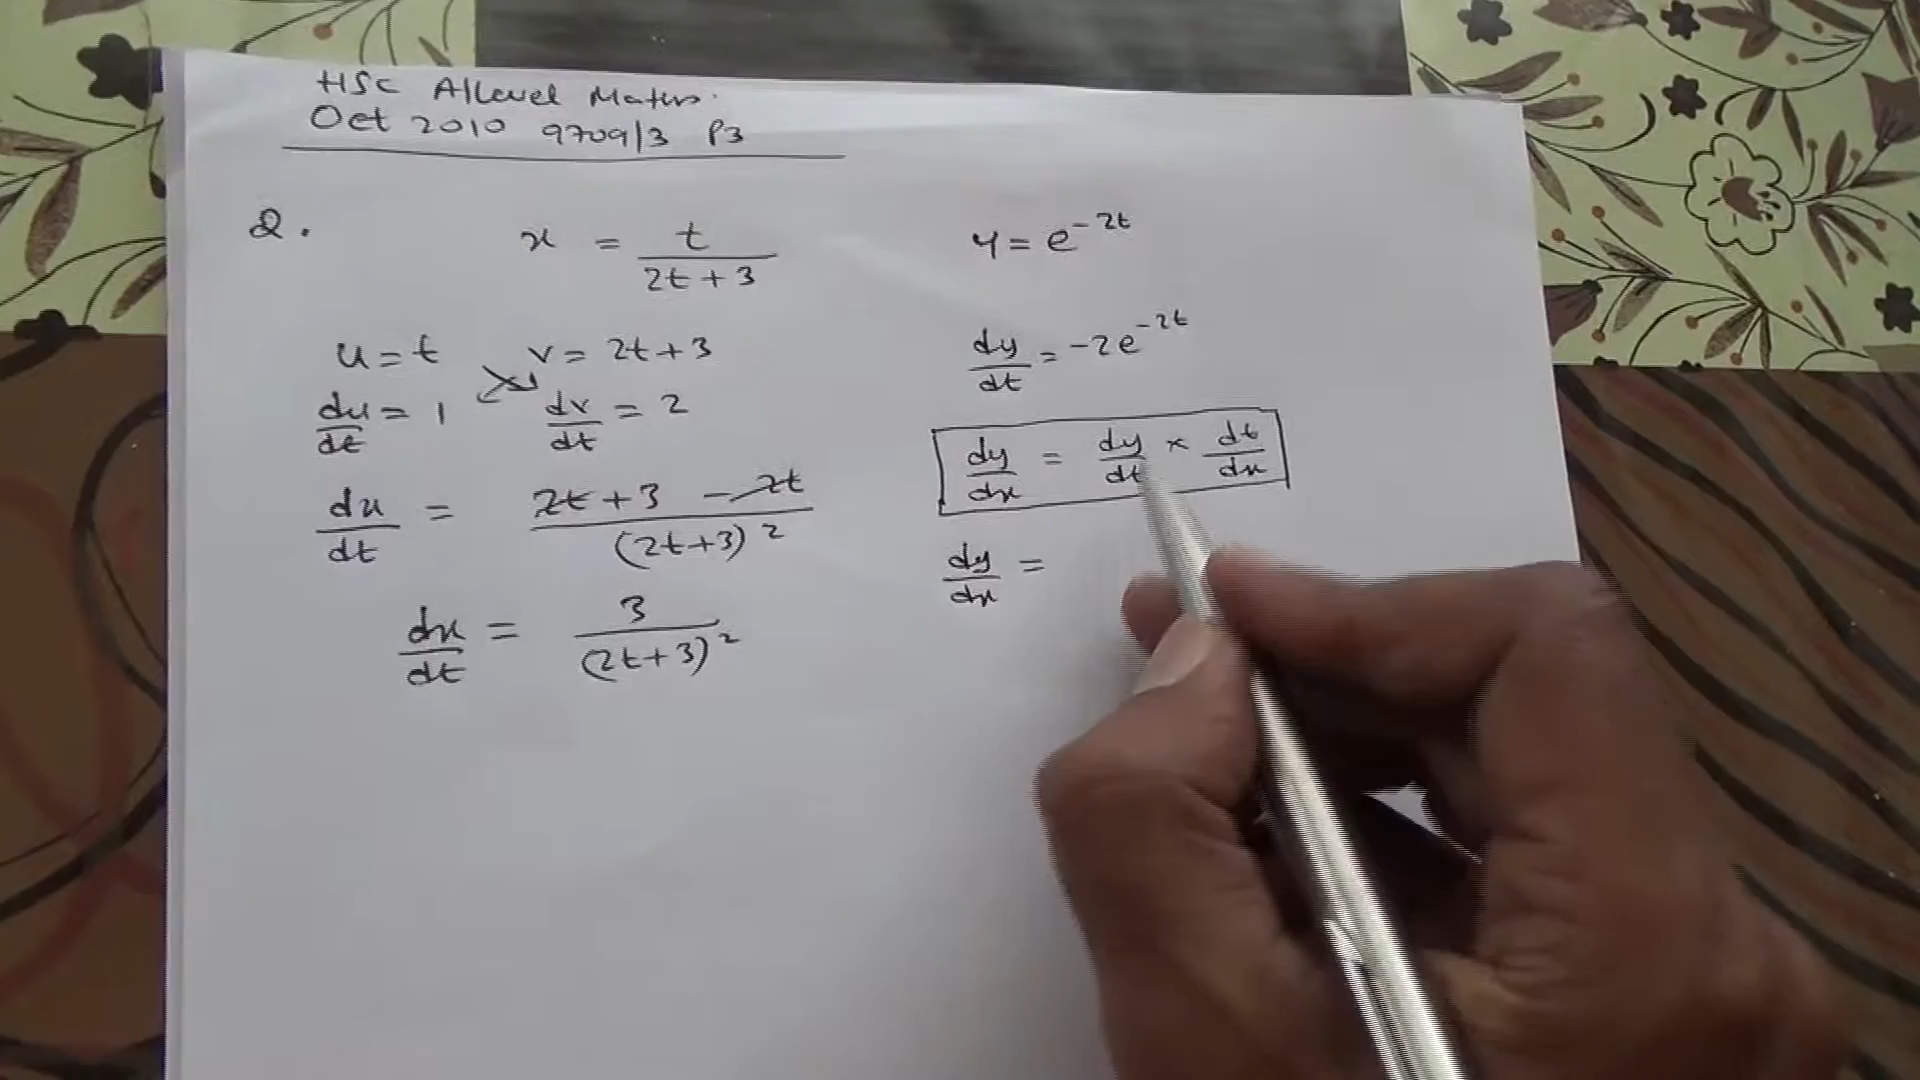 HSC A/Level Maths.
Oct 2010 9709/3 P3
2. x = t/(2t+3) y = e^(-2t)
u = t v = 2t+3 dy/dt = -2e^(-2t)
du/dt = 1 dv/dt = 2
dy/dx = dy/dt × dt/dx
dx/dt = (2t+3 - 2t)/(2t+3)^2
dy/dx =
dx/dt = 3/(2t+3)^2